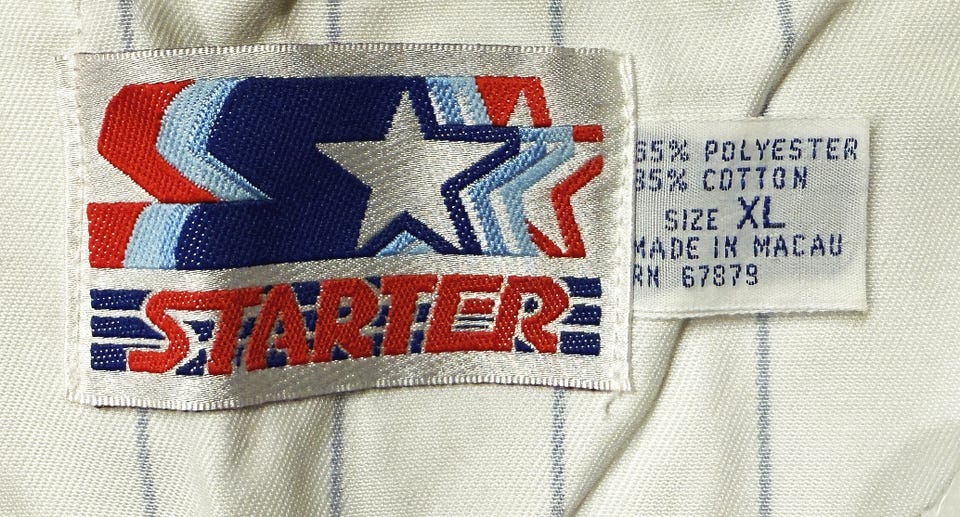 STARTER
65% POLYESTER
35% COTTON
SIZE XL
MADE IN MACAU
RN 67879